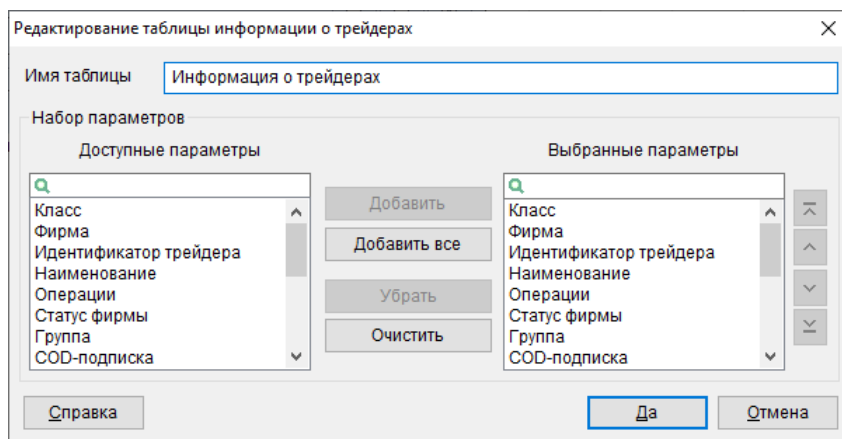 Редактирование таблицы информации о трейдерах
Имя таблицы Информация о трейдерах
Набор параметров
Доступные параметры Выбранные параметры
Класс
Фирма
Идентификатор трейдера
Наименование
Операции
Статус фирмы
Группа
COD-подписка
Добавить
Добавить все
Убрать
Очистить
Класс
Фирма
Идентификатор трейдера
Наименование
Операции
Статус фирмы
Группа
COD-подписка
Справка Да Отмена